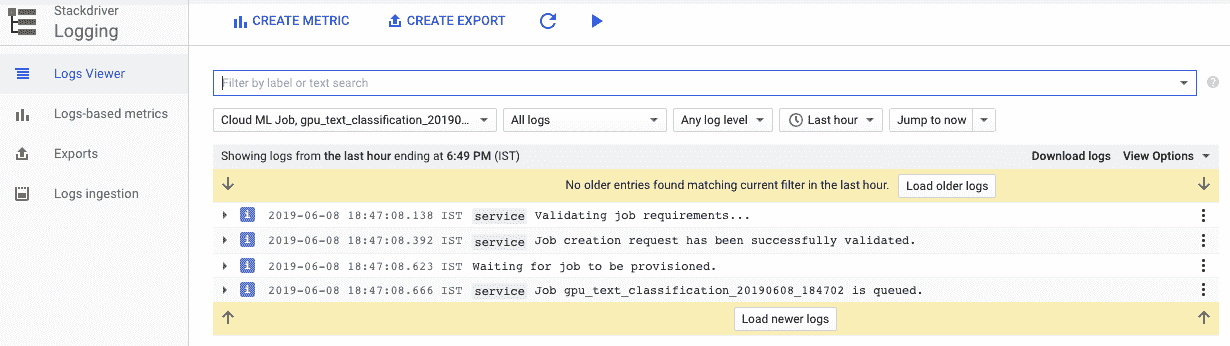 Stackdriver
Logging
CREATE METRIC
CREATE EXPORT
Logs Viewer
Logs-based metrics
Exports
Logs ingestion
Filter by label or text search
Cloud ML Job, gpu_text_classification_20190... All logs Any log level Last hour Jump to now
Showing logs from the last hour ending at 6:49 PM (IST) Download logs View Options
No older entries found matching current filter in the last hour. Load older logs
2019-06-08 18:47:08.138 IST service Validating job requirements...
2019-06-08 18:47:08.392 IST service Job creation request has been successfully validated.
2019-06-08 18:47:08.623 IST Waiting for job to be provisioned.
2019-06-08 18:47:08.666 IST service Job gpu_text_classification_20190608_184702 is queued.
Load newer logs